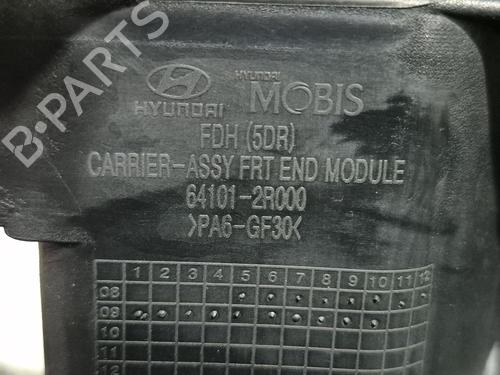 B-PARTS
HYUNDAI
HYUNDAI
MOBIS
FDH (5DR)
CARRIER-ASSY FRT END MODULE
64101-2R000
>PA6-GF30<
1 2 3 4 5 6 7 8 9 10 11 12
08
09
10
11